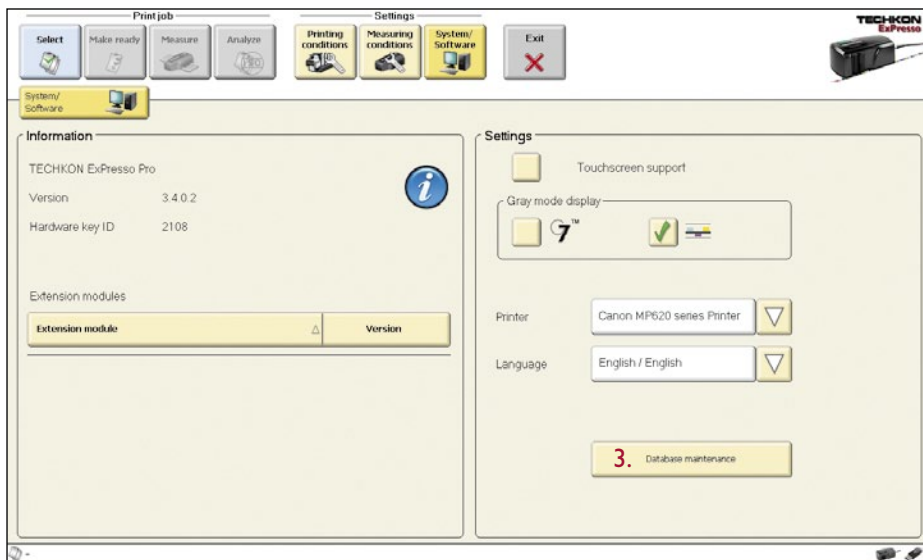 Print job
Settings
Select
Make ready
Measure
Analyze
Printing
conditions
Measuring
conditions
System/
Software
Exit
TECHKON
ExPresso
System/
Software
Information
TECHKON ExPresso Pro
Version 3.4.0.2
Hardware key ID 2108
Extension modules
Extension module Version
Settings
Touchscreen support
Gray mode display
G7™
Printer Canon MP620 series Printer
Language English / English
3. Database maintenance
-